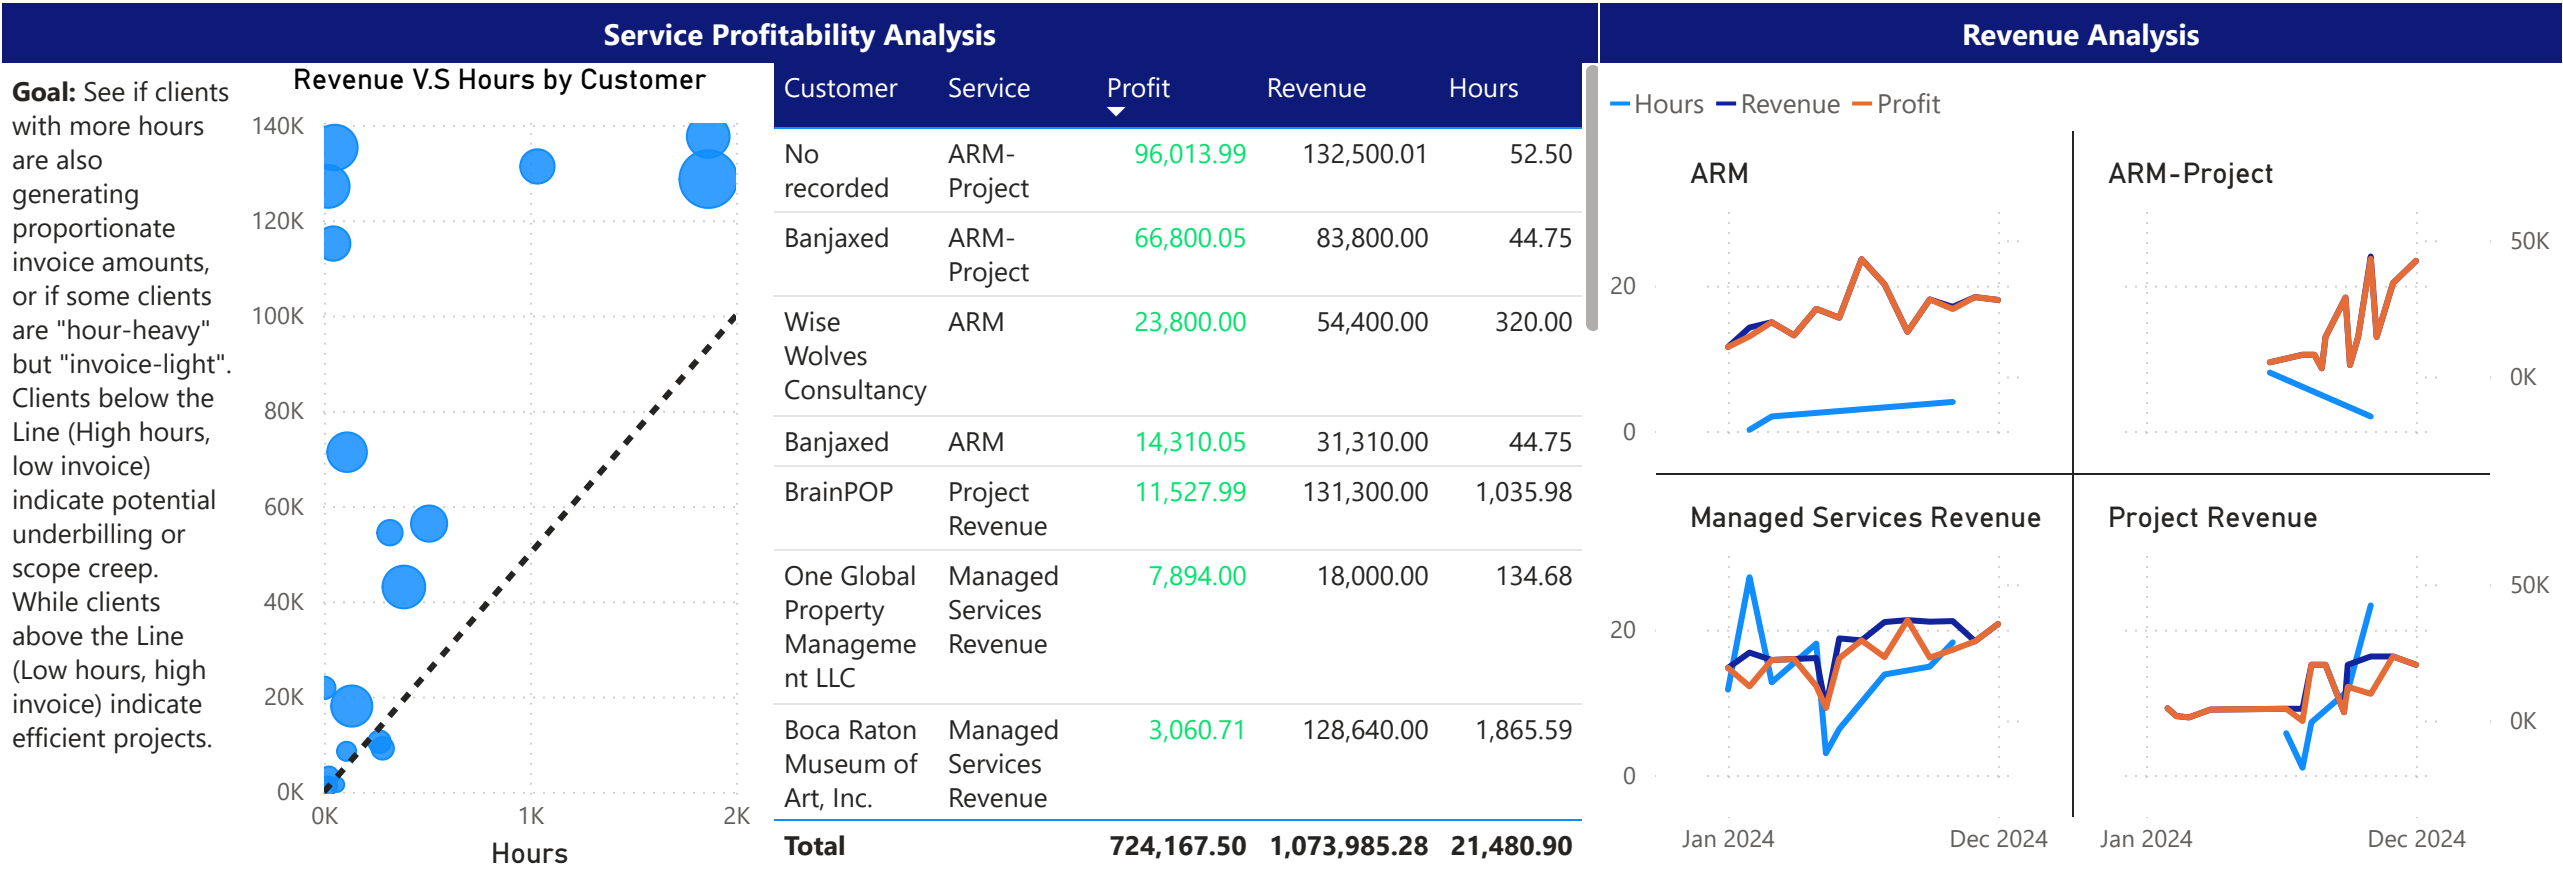 Service Profitability Analysis
Revenue Analysis
Goal: See if clients
with more hours
are also
generating
proportionate
invoice amounts,
or if some clients
are "hour-heavy"
but "invoice-light".
Clients below the
Line (High hours,
low invoice)
indicate potential
underbilling or
scope creep.
While clients
above the Line
(Low hours, high
invoice) indicate
efficient projects.
Revenue V.S Hours by Customer
140K
120K
100K
80K
60K
40K
20K
0K
0K 1K 2K
Hours
Customer Service Profit Revenue Hours
No ARM- 96,013.99 132,500.01 52.50
recorded Project
Banjaxed ARM- 66,800.05 83,800.00 44.75
Project
Wise ARM 23,800.00 54,400.00 320.00
Wolves
Consultancy
Banjaxed ARM 14,310.05 31,310.00 44.75
BrainPOP Project 11,527.99 131,300.00 1,035.98
Revenue
One Global Managed 7,894.00 18,000.00 134.68
Property Services
Manageme Revenue
nt LLC
Boca Raton Managed 3,060.71 128,640.00 1,865.59
Museum of Services
Art, Inc. Revenue
Total 724,167.50 1,073,985.28 21,480.90
Hours Revenue Profit
ARM ARM-Project
50K
20
0K
0
Managed Services Revenue Project Revenue
50K
20
0K
0
Jan 2024 Dec 2024 Jan 2024 Dec 2024